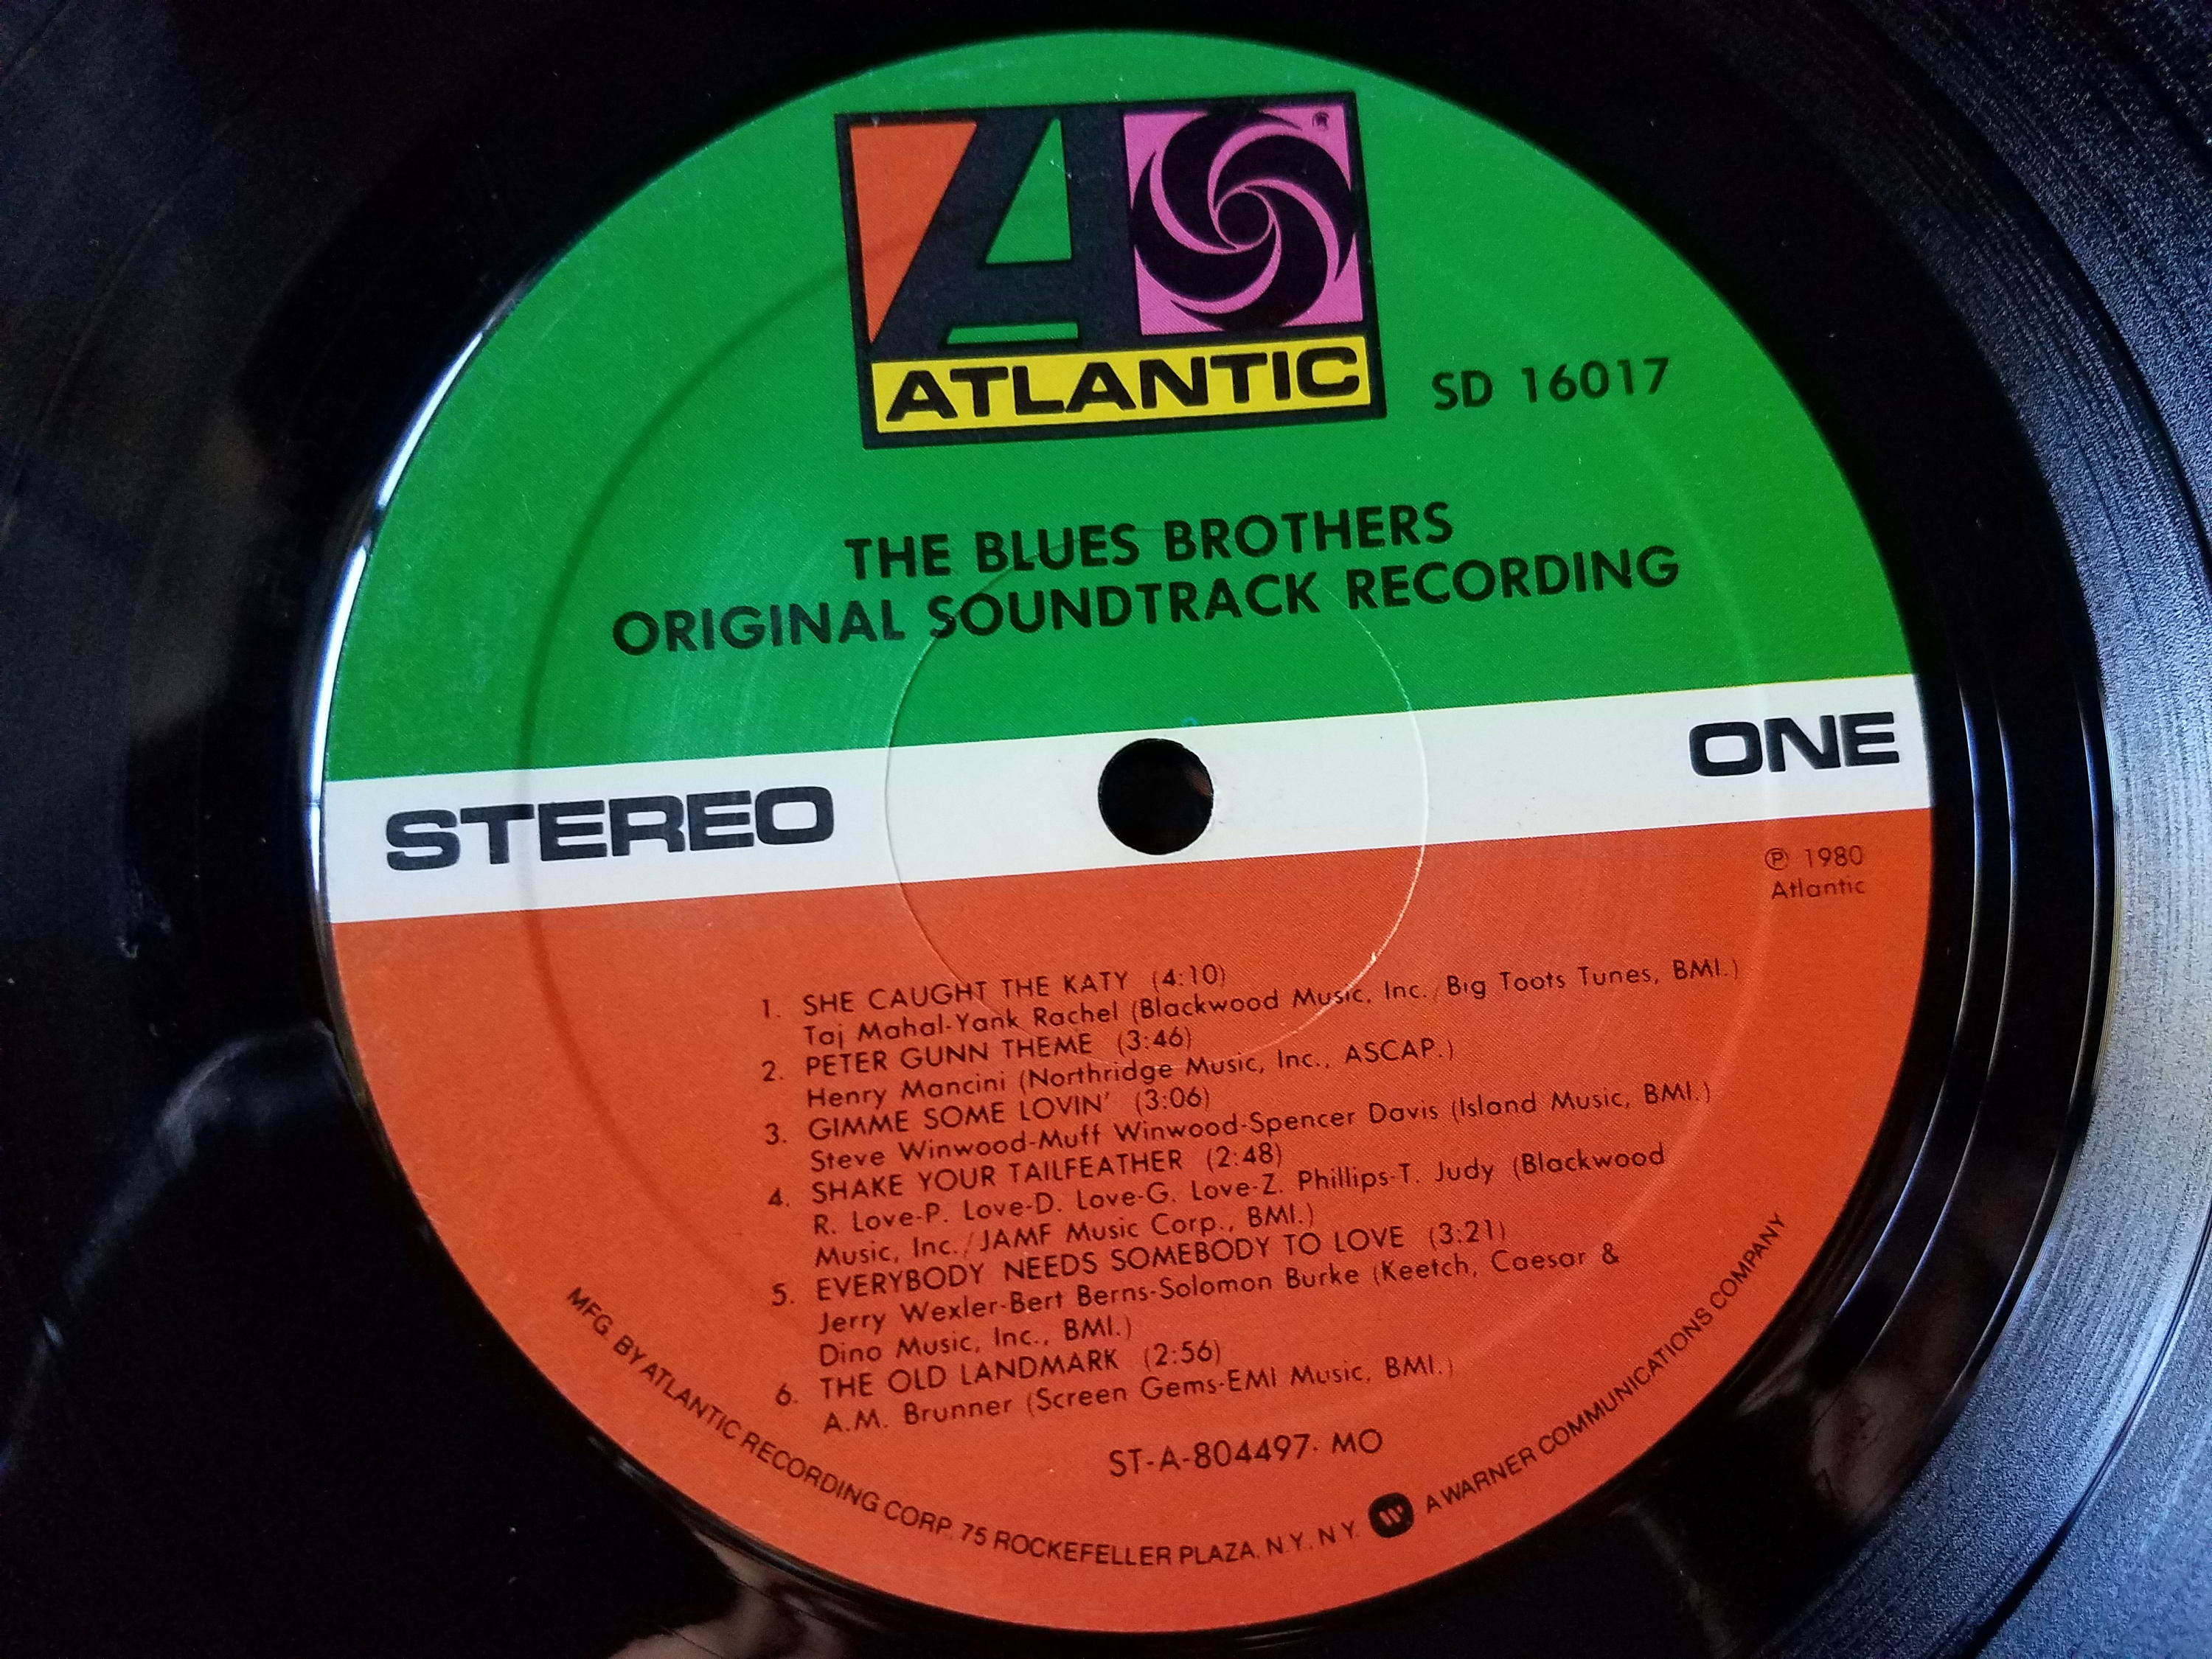 ATLANTIC
SD 16017
THE BLUES BROTHERS
ORIGINAL SOUNDTRACK RECORDING
STEREO
ONE
Ⓟ 1980
Atlantic
1. SHE CAUGHT THE KATY (4:10)
Taj Mahal-Yank Rachel (Blackwood Music, Inc./Big Toots Tunes, BMI.)
2. PETER GUNN THEME (3:46)
Henry Mancini (Northridge Music, Inc., ASCAP.)
3. GIMME SOME LOVIN' (3:06)
Steve Winwood-Muff Winwood-Spencer Davis (Island Music, BMI.)
4. SHAKE YOUR TAILFEATHER (2:48)
R. Love-P. Love-D. Love-G. Love-Z. Phillips-T. Judy (Blackwood
Music, Inc./JAMF Music Corp., BMI.)
5. EVERYBODY NEEDS SOMEBODY TO LOVE (3:21)
Jerry Wexler-Bert Berns-Solomon Burke (Keetch, Caesar &
Dino Music, Inc., BMI.)
6. THE OLD LANDMARK (2:56)
A.M. Brunner (Screen Gems-EMI Music, BMI.)
ST-A-804497- MO
MFG. BY ATLANTIC RECORDING CORP. 75 ROCKEFELLER PLAZA, N.Y., N.Y. A WARNER COMMUNICATIONS COMPANY